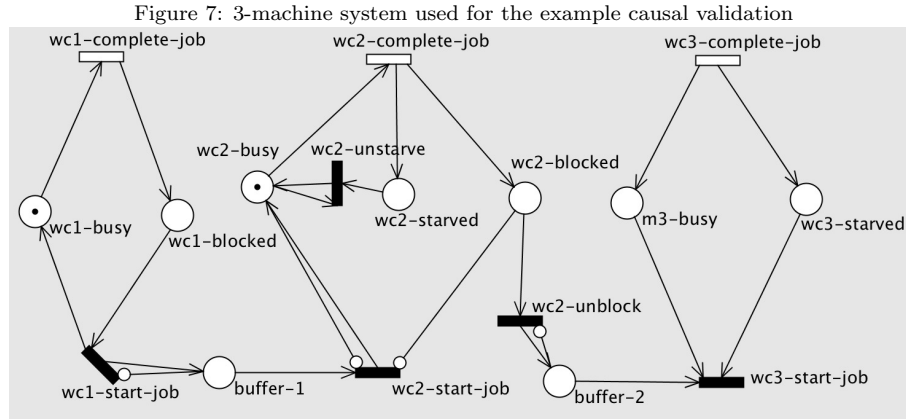 Figure 7: 3-machine system used for the example causal validation
wc1-complete-job
wc2-complete-job
wc3-complete-job
wc2-busy
wc2-unstarve
wc2-blocked
wc1-busy
wc1-blocked
wc2-starved
m3-busy
wc3-starved
wc2-unblock
wc1-start-job
buffer-1
wc2-start-job
buffer-2
wc3-start-job